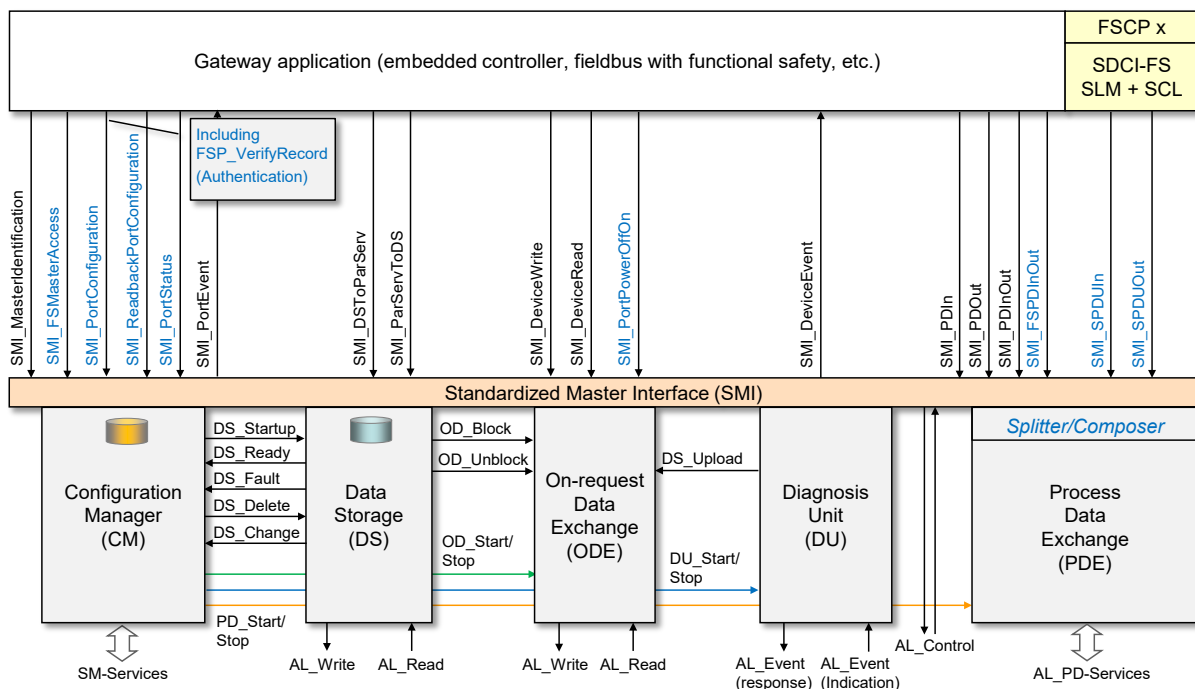 Gateway application (embedded controller, fieldbus with functional safety, etc.)
FSCP x
SDCI-FS
SLM + SCL
Including
FSP_VerifyRecord
(Authentication)
SMI_MasterIdentification
SMI_FSMasterAccess
SMI_PortConfiguration
SMI_ReadbackPortConfiguration
SMI_PortStatus
SMI_PortEvent
SMI_DSToParServ
SMI_ParServToDS
SMI_DeviceWrite
SMI_DeviceRead
SMI_PortPowerOffOn
SMI_DeviceEvent
SMI_PDIn
SMI_PDOut
SMI_PDInOut
SMI_FSPDInOut
SMI_SPDUIn
SMI_SPDUOut
Standardized Master Interface (SMI)
Configuration
Manager
(CM)
DS_Startup
DS_Ready
DS_Fault
DS_Delete
DS_Change
Data
Storage
(DS)
OD_Block
OD_Unblock
OD_Start/
Stop
On-request
Data
Exchange
(ODE)
DS_Upload
DU_Start/
Stop
Diagnosis
Unit
(DU)
Splitter/Composer
Process
Data
Exchange
(PDE)
PD_Start/
Stop
SM-Services
AL_Write
AL_Read
AL_Write
AL_Read
AL_Event
(response)
AL_Event
(Indication)
AL_Control
AL_PD-Services